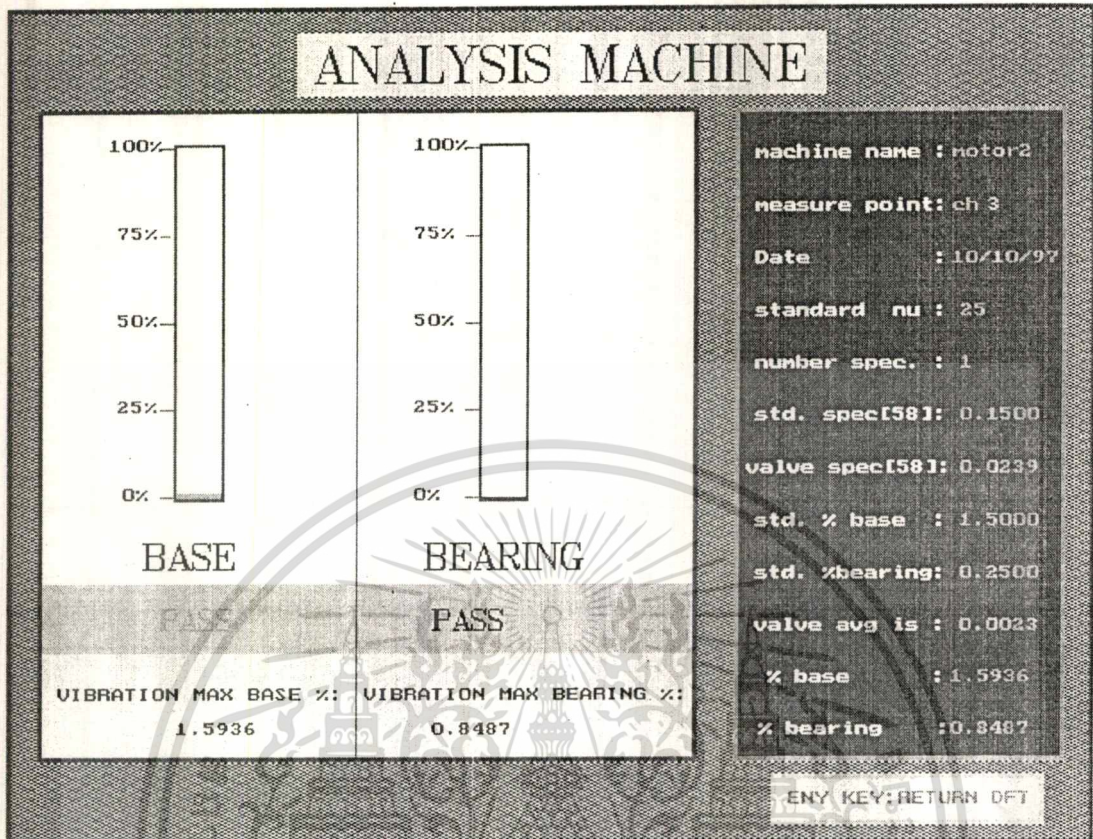 ANALYSIS MACHINE
100%
75%
50%
25%
0%
BASE
PASS
VIBRATION MAX BASE %:
1.5936
100%
75%
50%
25%
0%
BEARING
PASS
VIBRATION MAX BEARING %:
0.8487
machine name : motor2
measure point: ch 3
Date : 10/10/97
standard nu : 25
number spec. : 1
std. spec[58]: 0.1500
valve spec[58]: 0.0239
std. % base : 1.5000
std. %bearing: 0.2500
valve avg is : 0.0023
% base : 1.5936
% bearing :0.8487
ENY KEY:RETURN DFT